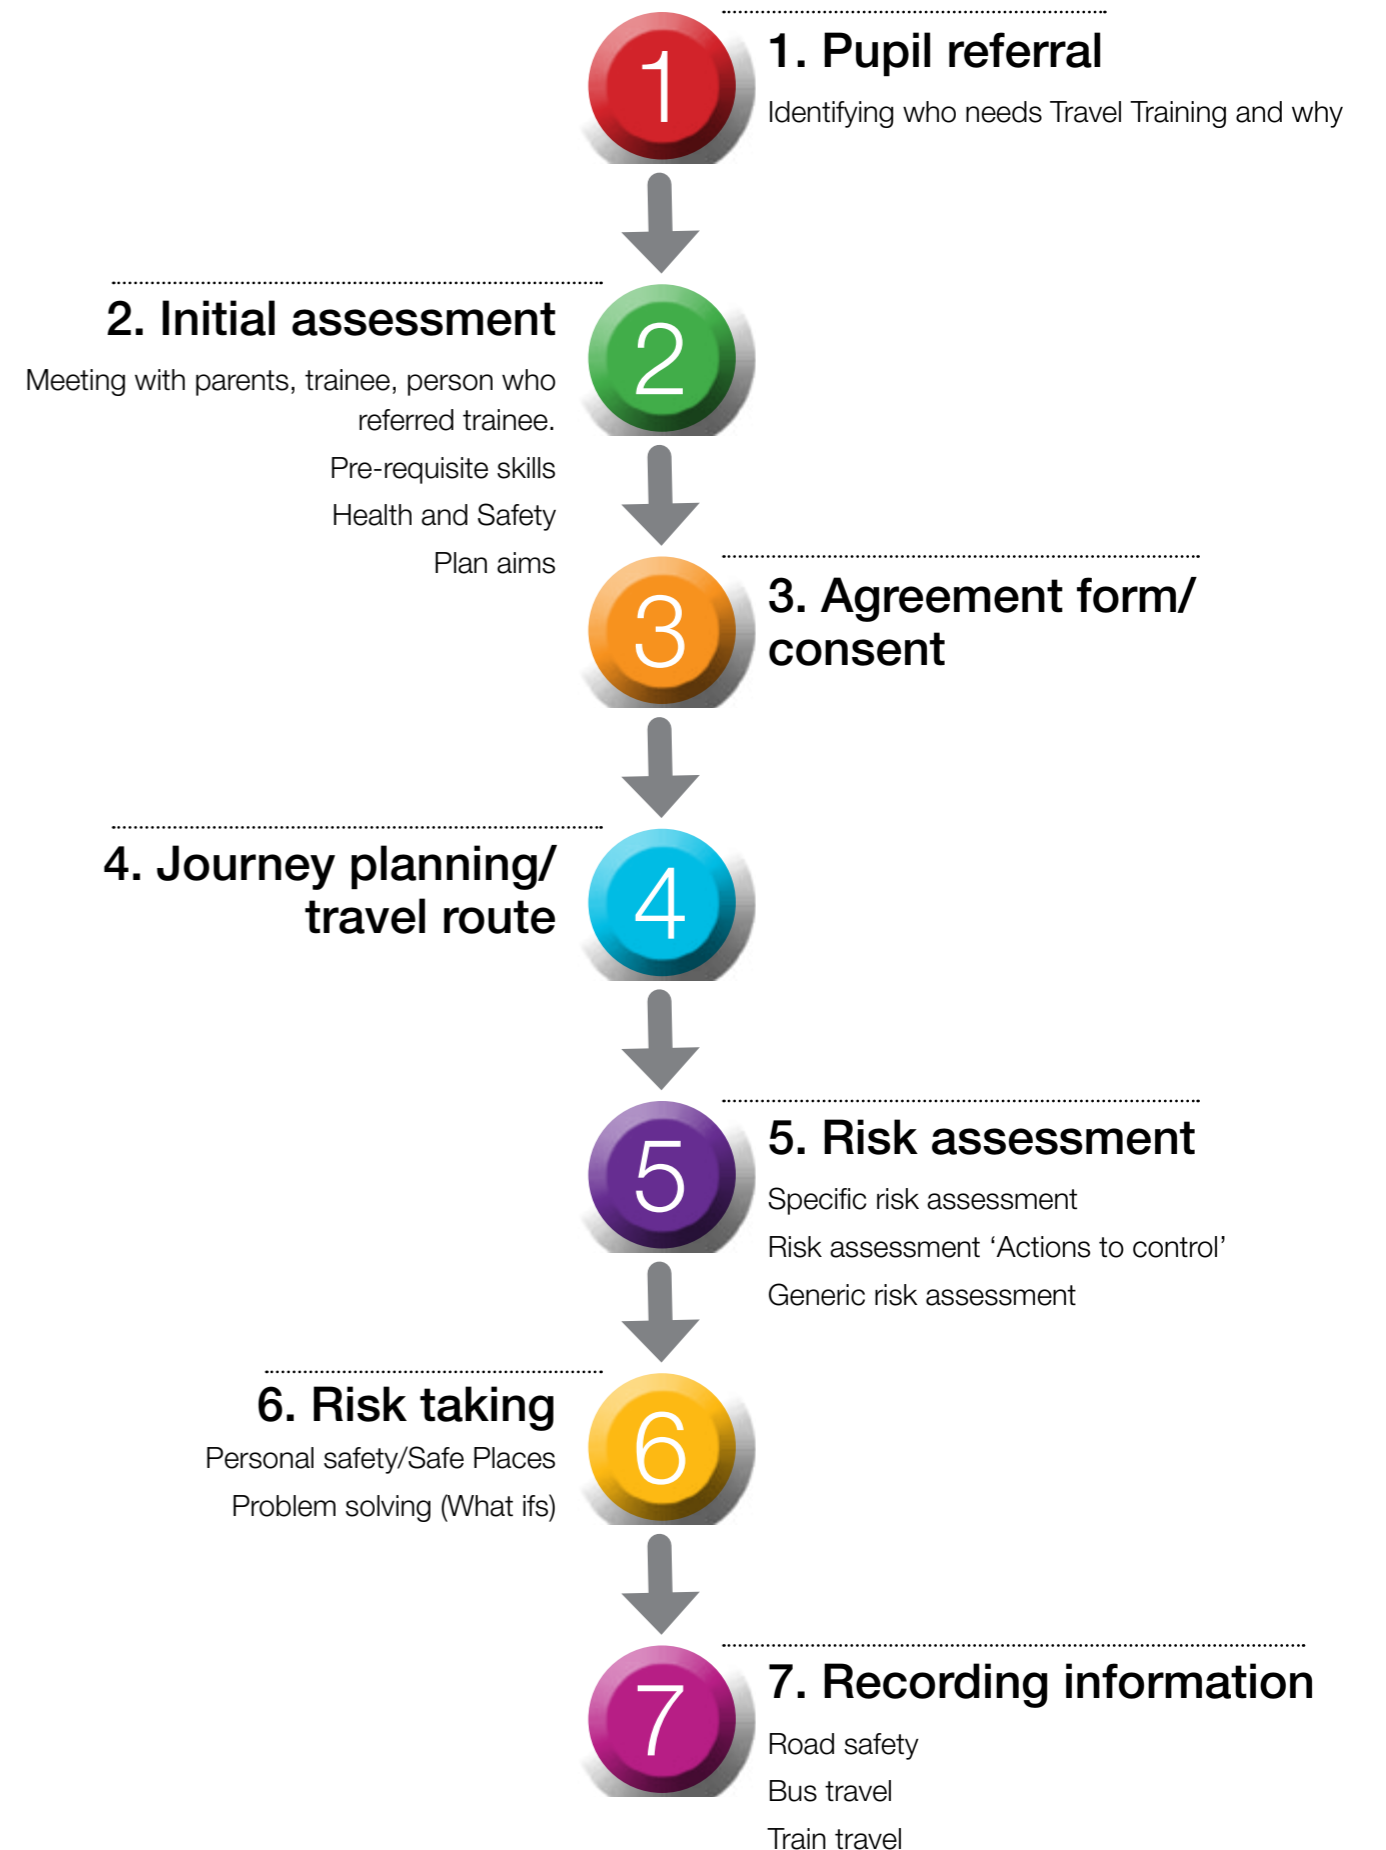 1
1. Pupil referral
Identifying who needs Travel Training and why
2. Initial assessment
Meeting with parents, trainee, person who
referred trainee.
Pre-requisite skills
Health and Safety
Plan aims
2
3
3. Agreement form/
consent
4. Journey planning/
travel route
4
5
5. Risk assessment
Specific risk assessment
Risk assessment ‘Actions to control’
Generic risk assessment
6. Risk taking
Personal safety/Safe Places
Problem solving (What ifs)
6
7
7. Recording information
Road safety
Bus travel
Train travel